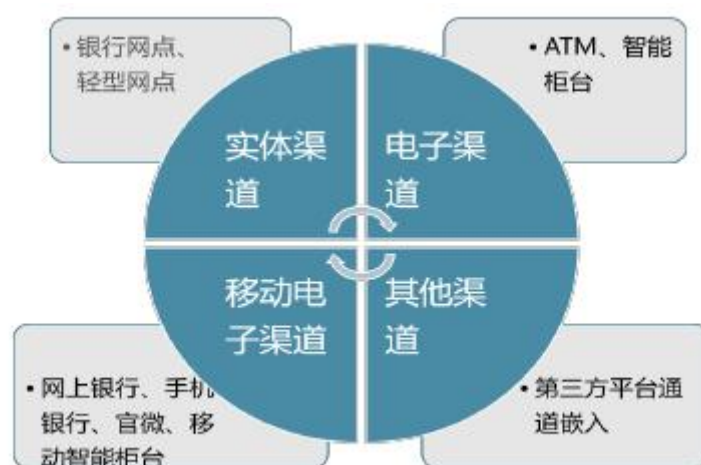 • 银行网点、
轻型网点
• ATM、智能
柜台
实体渠
道
电子渠
道
移动电
子渠道
其他渠
道
• 网上银行、手机
银行、官微、移
动智能柜台
• 第三方平台通
道嵌入